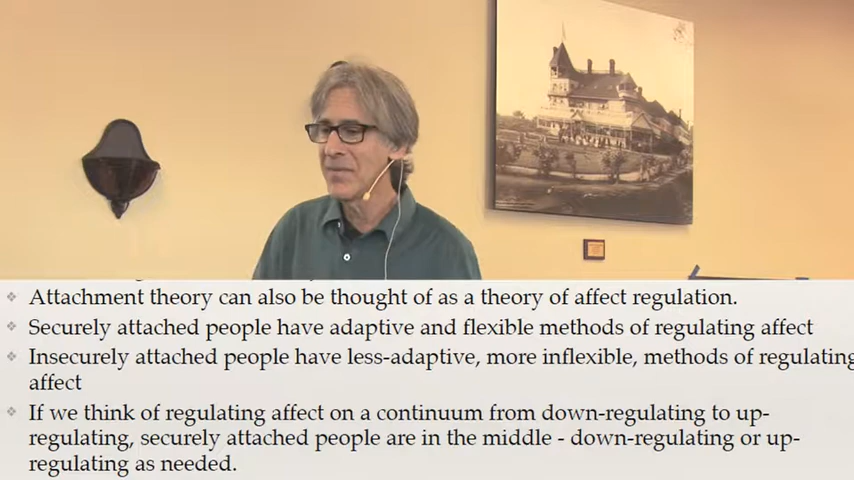 Attachment theory can also be thought of as a theory of affect regulation.
Securely attached people have adaptive and flexible methods of regulating affect
Insecurely attached people have less-adaptive, more inflexible, methods of regulating
affect
If we think of regulating affect on a continuum from down-regulating to up-
regulating, securely attached people are in the middle - down-regulating or up-
regulating as needed.